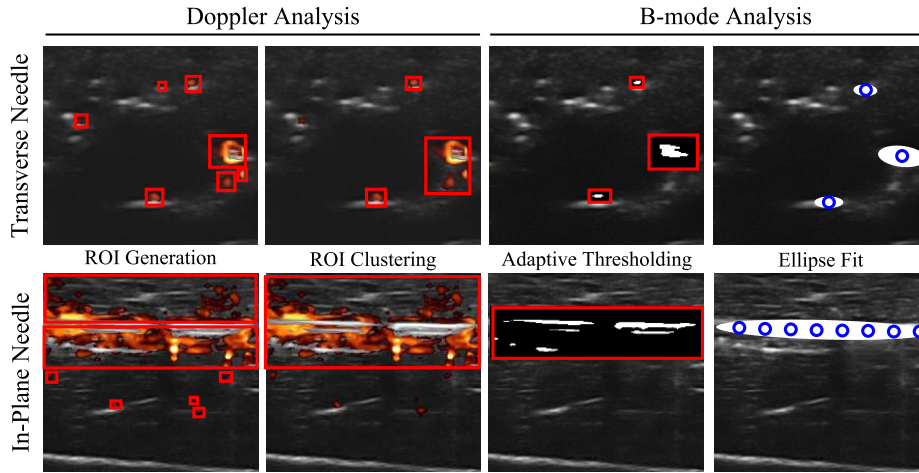 Doppler Analysis
B-mode Analysis
Transverse Needle
ROI Generation
ROI Clustering
Adaptive Thresholding
Ellipse Fit
In-Plane Needle